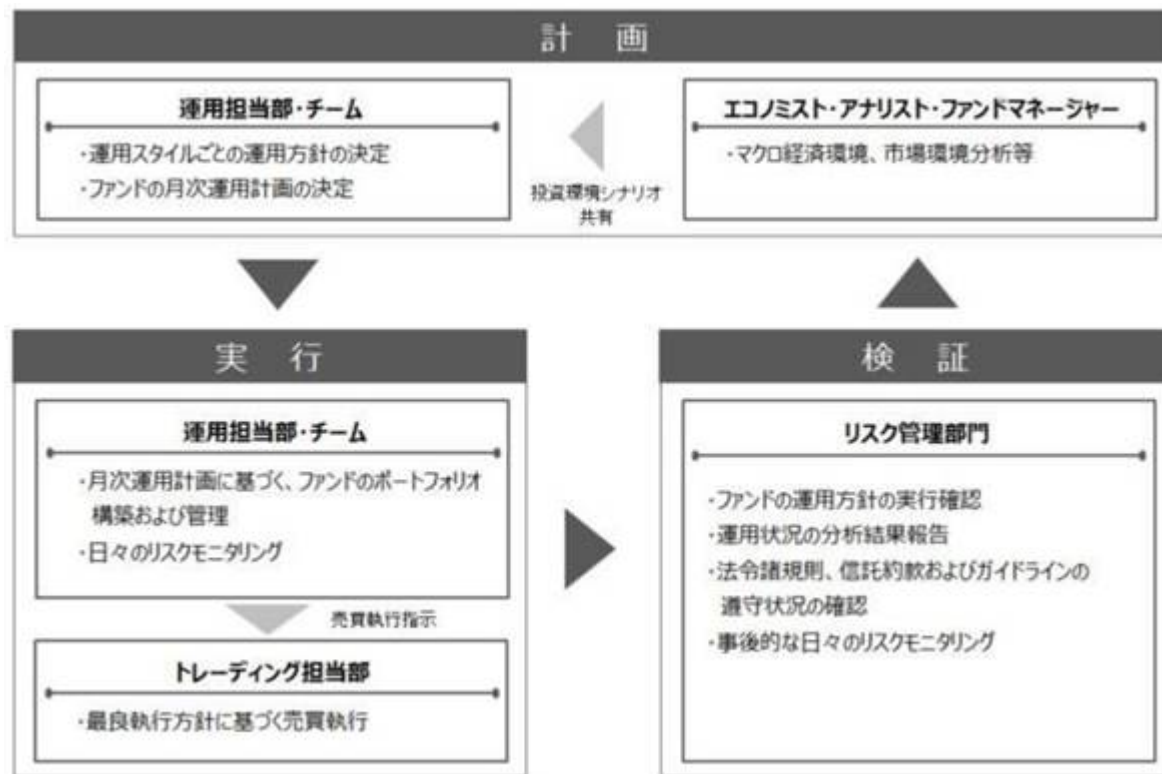 計 画
運用担当部・チーム
・運用スタイルごとの運用方針の決定
・ファンドの月次運用計画の決定
投資環境シナリオ
共有
エコノミスト・アナリスト・ファンドマネージャー
・マクロ経済環境、市場環境分析等
実 行
運用担当部・チーム
・月次運用計画に基づく、ファンドのポートフォリオ
構築および管理
・日々のリスクモニタリング
売買執行指示
トレーディング担当部
・最良執行方針に基づく売買執行
検 証
リスク管理部門
・ファンドの運用方針の実行確認
・運用状況の分析結果報告
・法令諸規則、信託約款およびガイドラインの
遵守状況の確認
・事後的な日々のリスクモニタリング